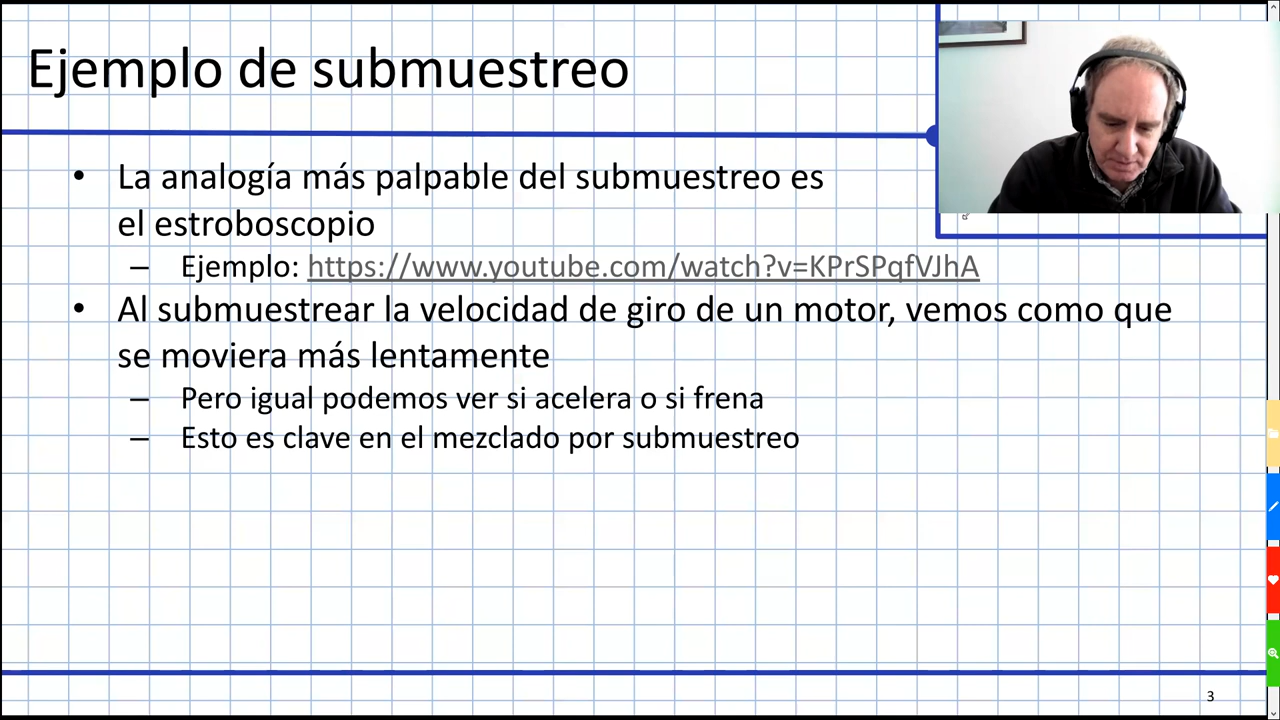 Ejemplo de submuestreo
• La analogía más palpable del submuestreo es
el estroboscopio
– Ejemplo: https://www.youtube.com/watch?v=KPrSPqfVJhA
• Al submuestrear la velocidad de giro de un motor, vemos como que
se moviera más lentamente
– Pero igual podemos ver si acelera o si frena
– Esto es clave en el mezclado por submuestreo
3